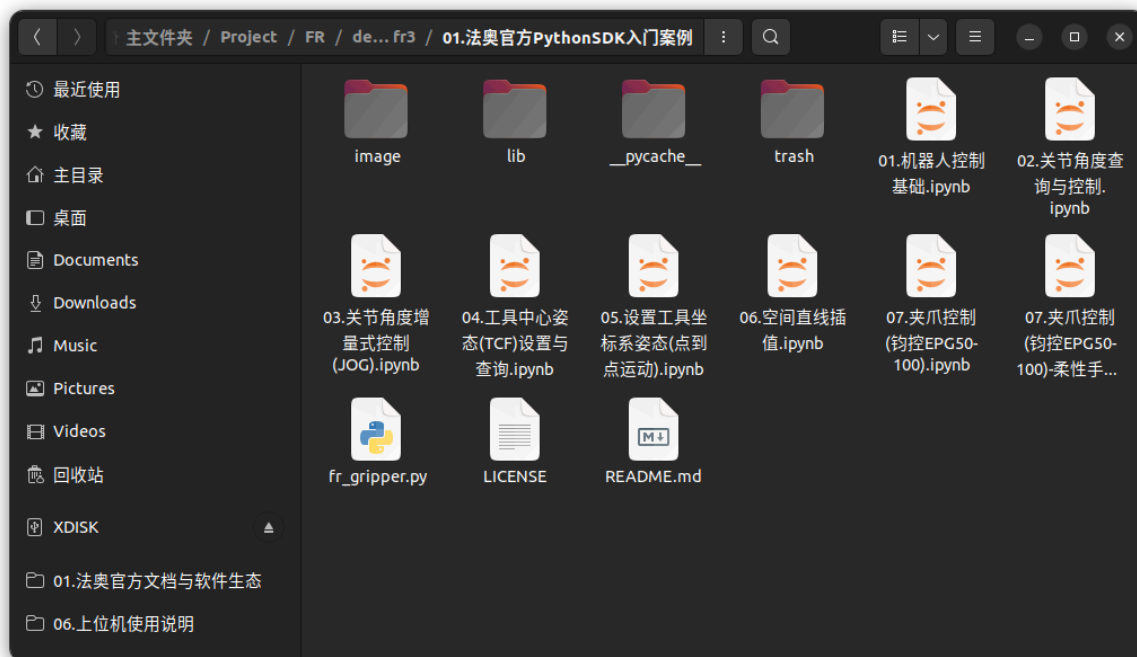 主文件夹 / Project / FR / de... fr3 / 01.法奥官方PythonSDK入门案例
最近使用
收藏
主目录
桌面
Documents
Downloads
Music
Pictures
Videos
回收站
XDISK
01.法奥官方文档与软件生态
06.上位机使用说明
image
lib
__pycache__
trash
01.机器人控制
基础.ipynb
02.关节角度查
询与控制.
ipynb
03.关节角度增
量式控制
(JOG).ipynb
04.工具中心姿
态(TCF)设置与
查询.ipynb
05.设置工具坐
标系姿态(点到
点运动).ipynb
06.空间直线插
值.ipynb
07.夹爪控制
(钧控EPG50-
100).ipynb
07.夹爪控制
(钧控EPG50-
100)-柔性手...
fr_gripper.py
LICENSE
M
README.md